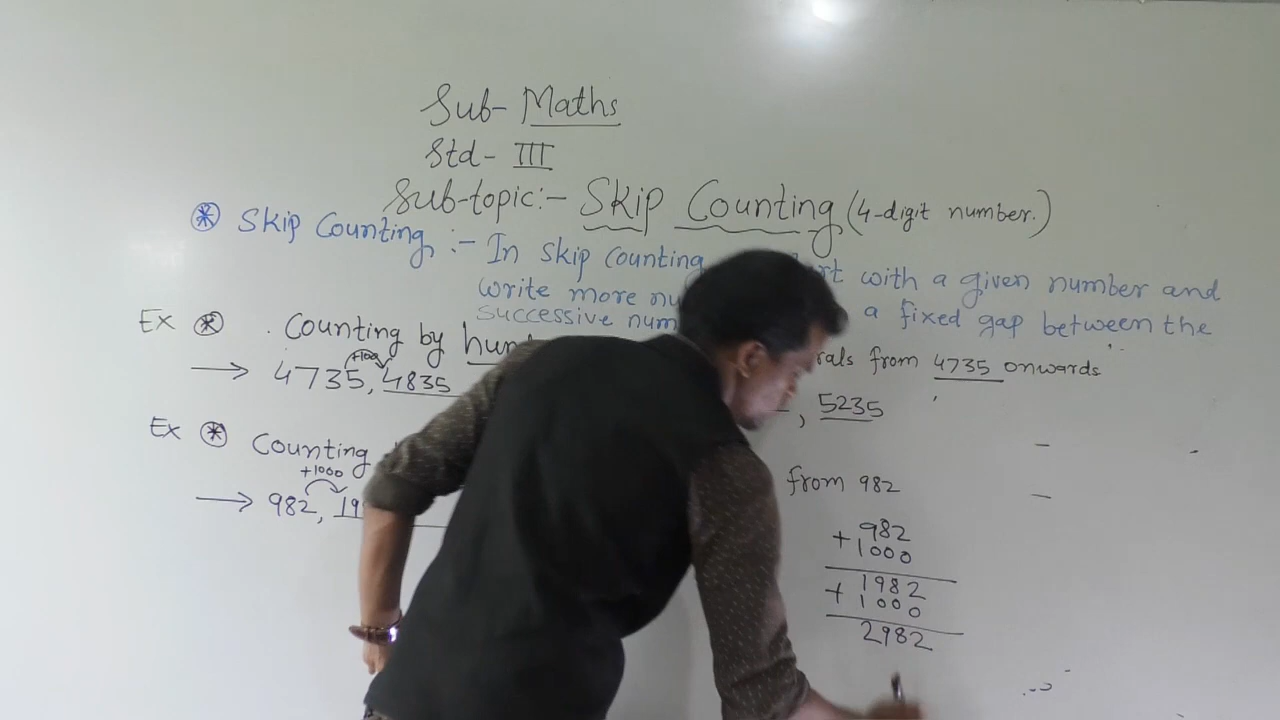 Sub- Maths
Std- III
Sub-topic:- Skip Counting (4-digit number.)
* Skip Counting :- In skip counting with a given number and
write more a fixed gap between the
successive
Ex * . Counting by from 4735 onwards
→ 4735, +100 4835 , 5235
Ex * Counting from 982
→ 982, +1000
982
+ 1000
1982
+ 1000
2982